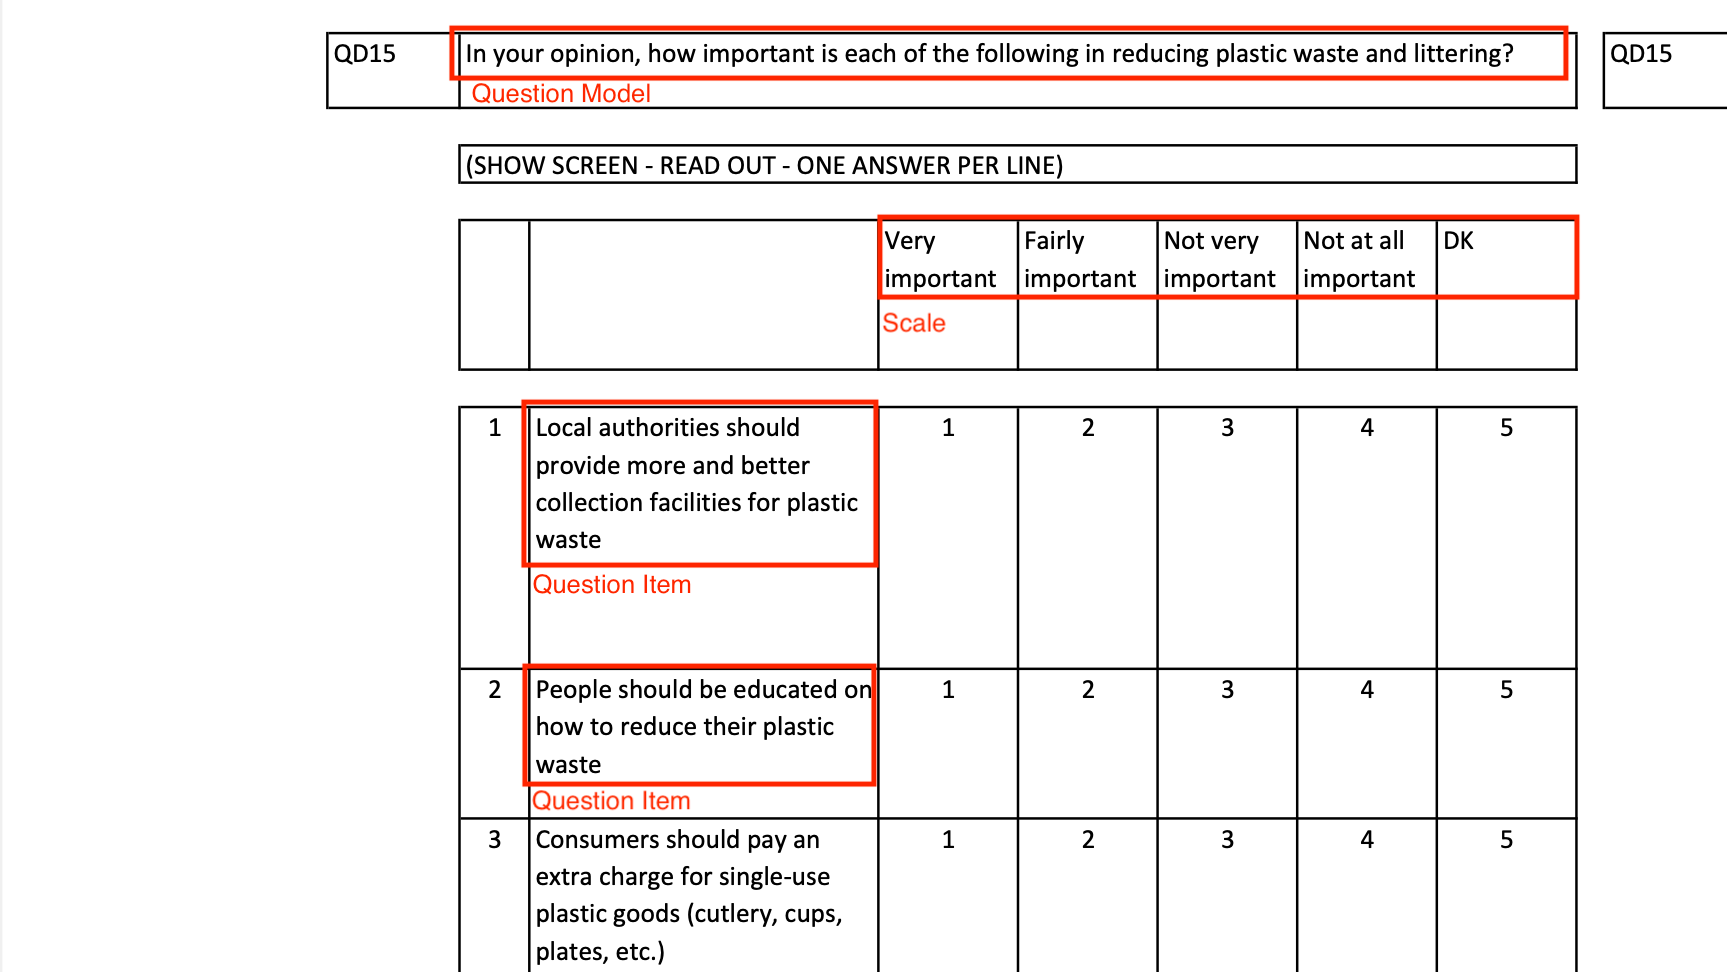 QD15
In your opinion, how important is each of the following in reducing plastic waste and littering?
QD15
Question Model
(SHOW SCREEN - READ OUT - ONE ANSWER PER LINE)
Very important
Fairly important
Not very important
Not at all important
DK
Scale
1
Local authorities should
provide more and better
collection facilities for plastic
waste
1 2 3 4 5
Question Item
2
People should be educated on
how to reduce their plastic
waste
1 2 3 4 5
Question Item
3
Consumers should pay an
extra charge for single-use
plastic goods (cutlery, cups,
plates, etc.)
1 2 3 4 5